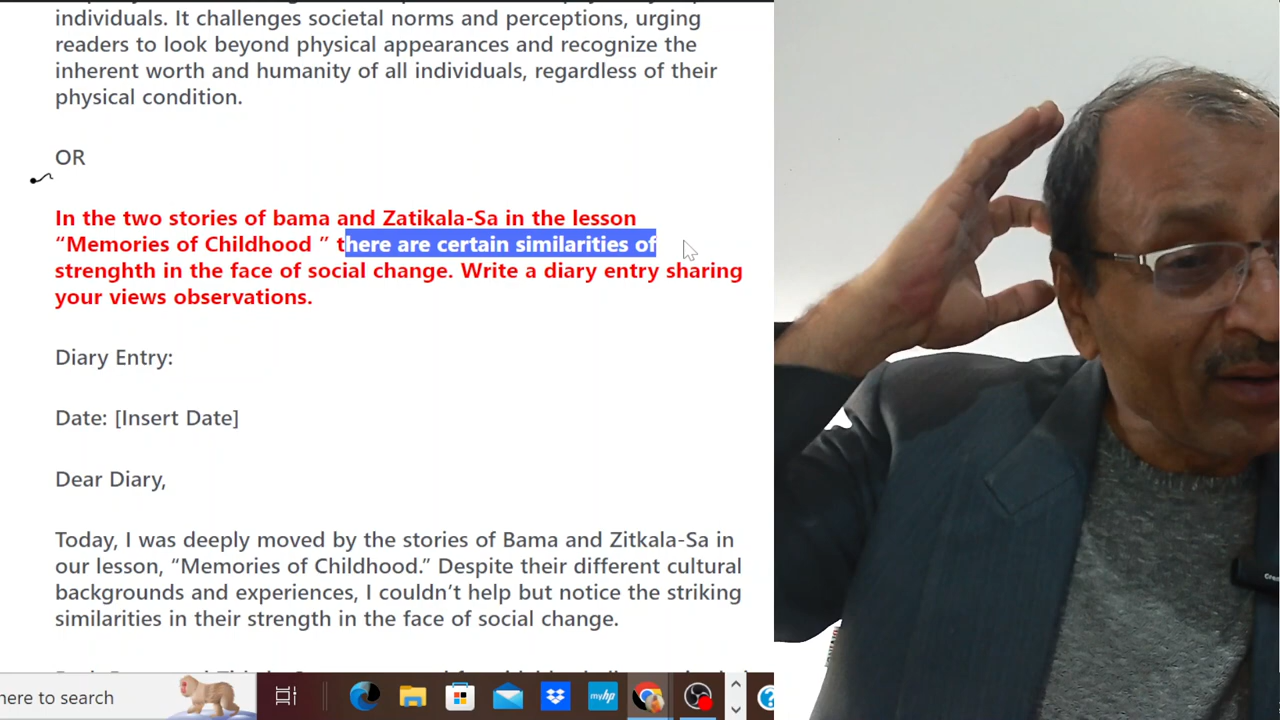 individuals. It challenges societal norms and perceptions, urging
readers to look beyond physical appearances and recognize the
inherent worth and humanity of all individuals, regardless of their
physical condition.
OR
In the two stories of bama and Zatikala-Sa in the lesson
“Memories of Childhood ” there are certain similarities of
strenghth in the face of social change. Write a diary entry sharing
your views observations.
Diary Entry:
Date: [Insert Date]
Dear Diary,
Today, I was deeply moved by the stories of Bama and Zitkala-Sa in
our lesson, “Memories of Childhood.” Despite their different cultural
backgrounds and experiences, I couldn’t help but notice the striking
similarities in their strength in the face of social change.
here to search
myhp